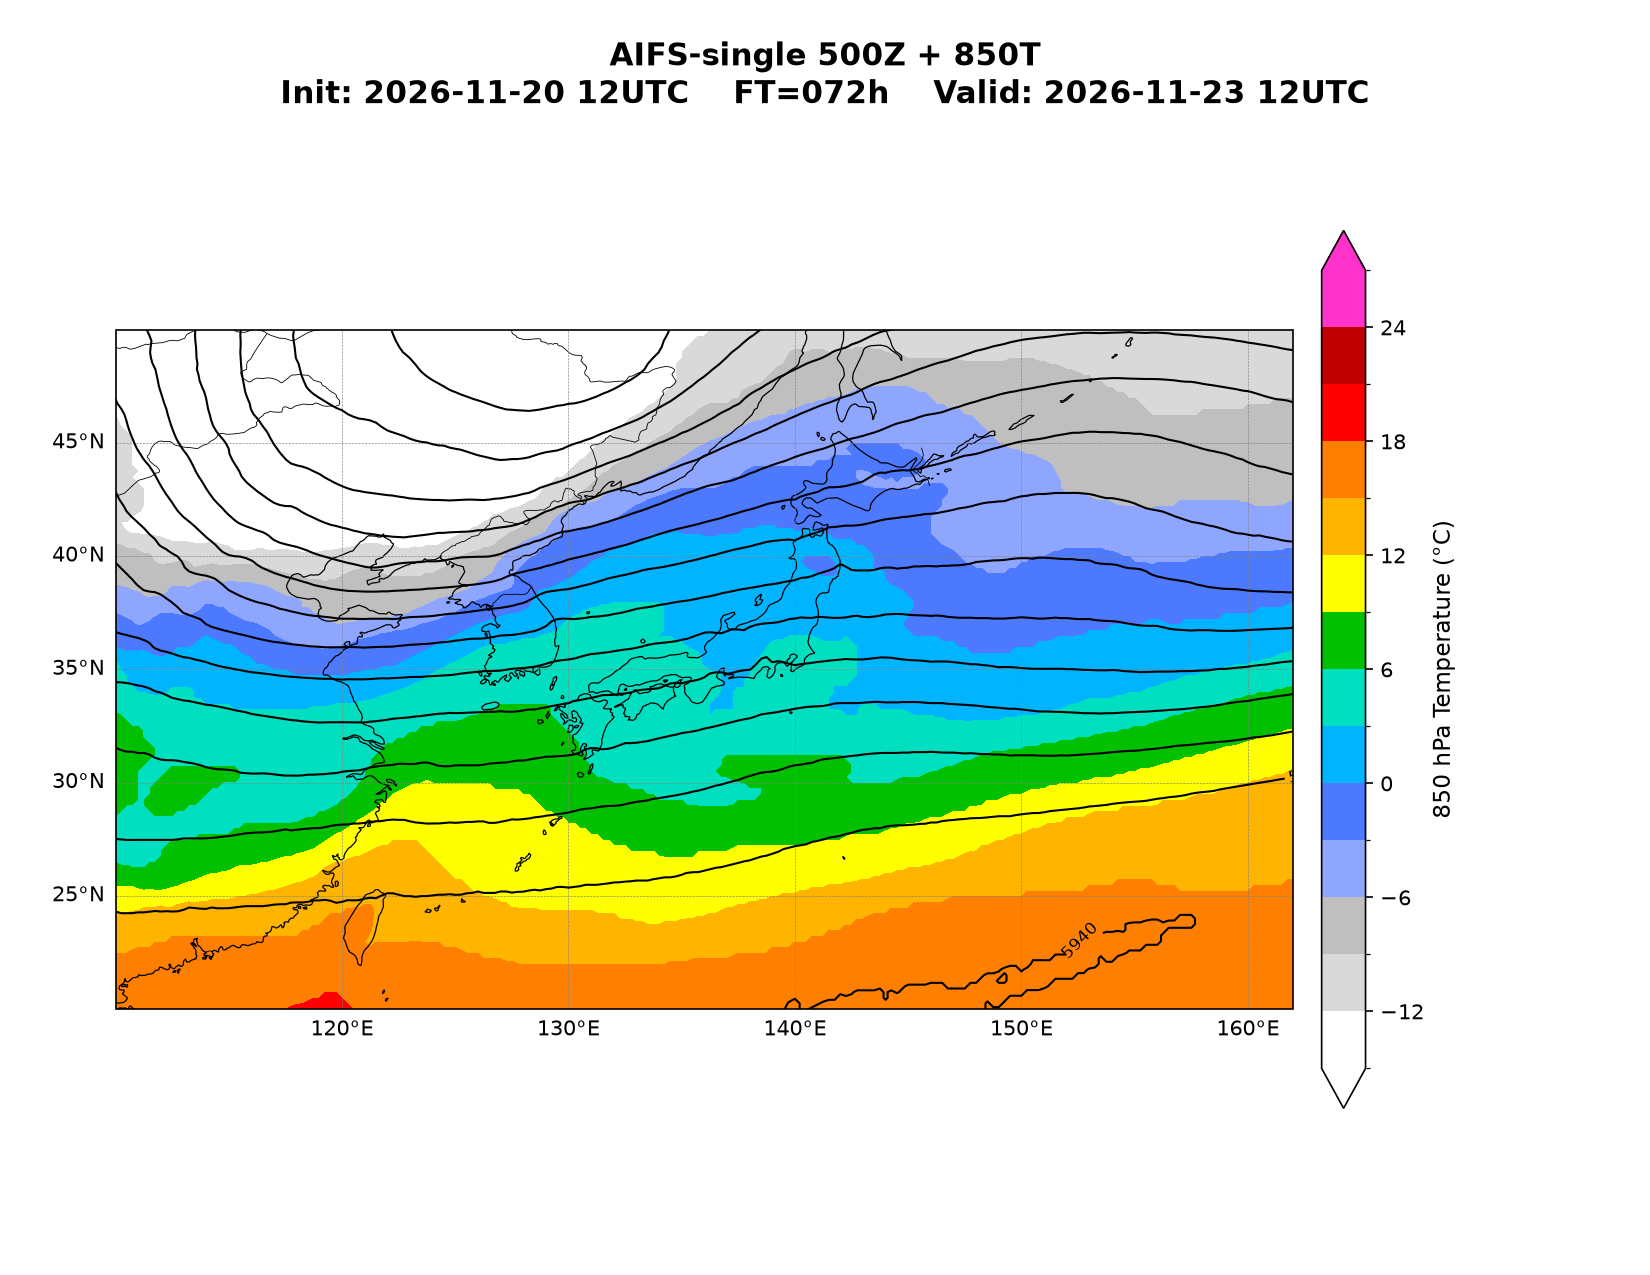 AIFS-single 500Z + 850T
Init: 2026-11-20 12UTC    FT=072h    Valid: 2026-11-23 12UTC
45°N
40°N
35°N
30°N
25°N
120°E
130°E
140°E
150°E
160°E
5940
24
18
12
6
0
−6
−12
850 hPa Temperature (°C)